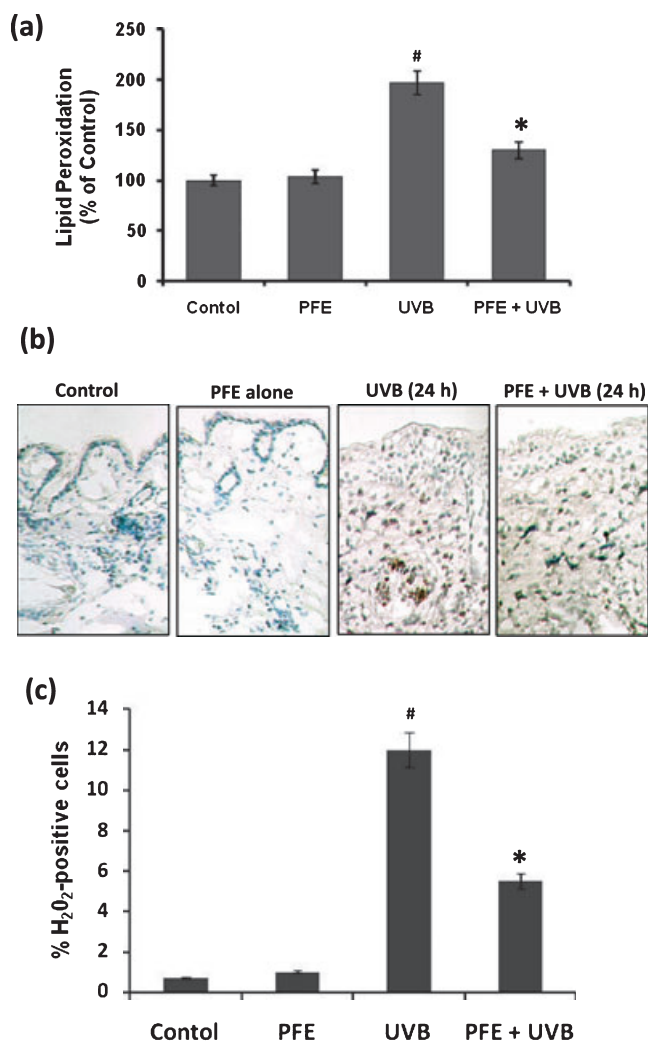 (a)
Lipid Peroxidation
(% of Control)
250
200
150
100
50
0
#
*
Contol
PFE
UVB
PFE + UVB
(b)
Control
PFE alone
UVB (24 h)
PFE + UVB (24 h)
(c)
% H₂0₂-positive cells
14
12
10
8
6
4
2
0
#
*
Contol
PFE
UVB
PFE + UVB